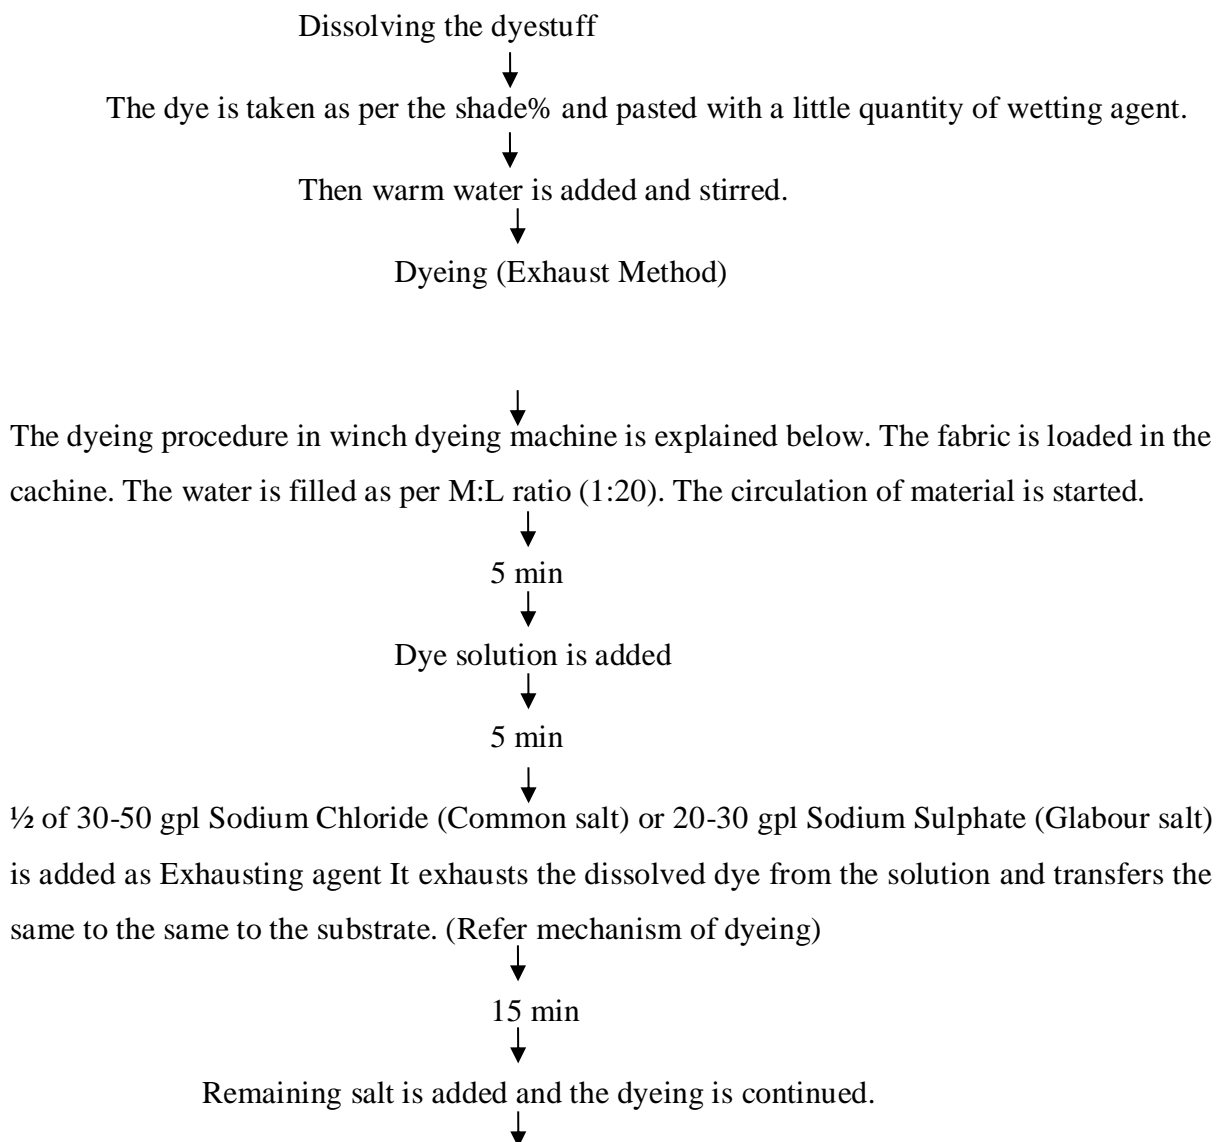 Dissolving the dyestuff
The dye is taken as per the shade% and pasted with a little quantity of wetting agent.
Then warm water is added and stirred.
Dyeing (Exhaust Method)
The dyeing procedure in winch dyeing machine is explained below. The fabric is loaded in the
cachine. The water is filled as per M:L ratio (1:20). The circulation of material is started.
5 min
Dye solution is added
5 min
½ of 30-50 gpl Sodium Chloride (Common salt) or 20-30 gpl Sodium Sulphate (Glabour salt)
is added as Exhausting agent It exhausts the dissolved dye from the solution and transfers the
same to the same to the substrate. (Refer mechanism of dyeing)
15 min
Remaining salt is added and the dyeing is continued.